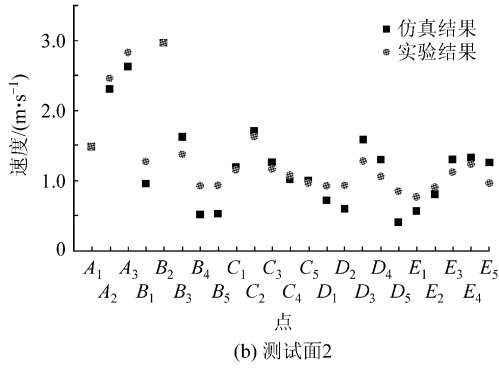 3.0
2.0
1.0
0
速度/(m·s⁻¹)
仿真结果
实验结果
A₁ A₃ B₂ B₄ C₁ C₃ C₅ D₂ D₄ E₁ E₃ E₅
A₂ B₁ B₃ B₅ C₂ C₄ D₁ D₃ D₅ E₂ E₄
点
(b) 测试面2